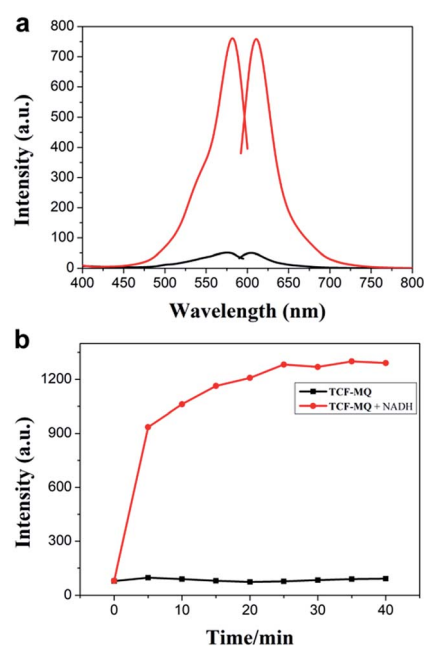 a
800
700
600
500
400
300
200
100
0
Intensity (a.u.)
400 450 500 550 600 650 700 750 800
Wavelength (nm)
b
1200
900
600
300
0
Intensity (a.u.)
TCF-MQ
TCF-MQ + NADH
0 10 20 30 40
Time/min